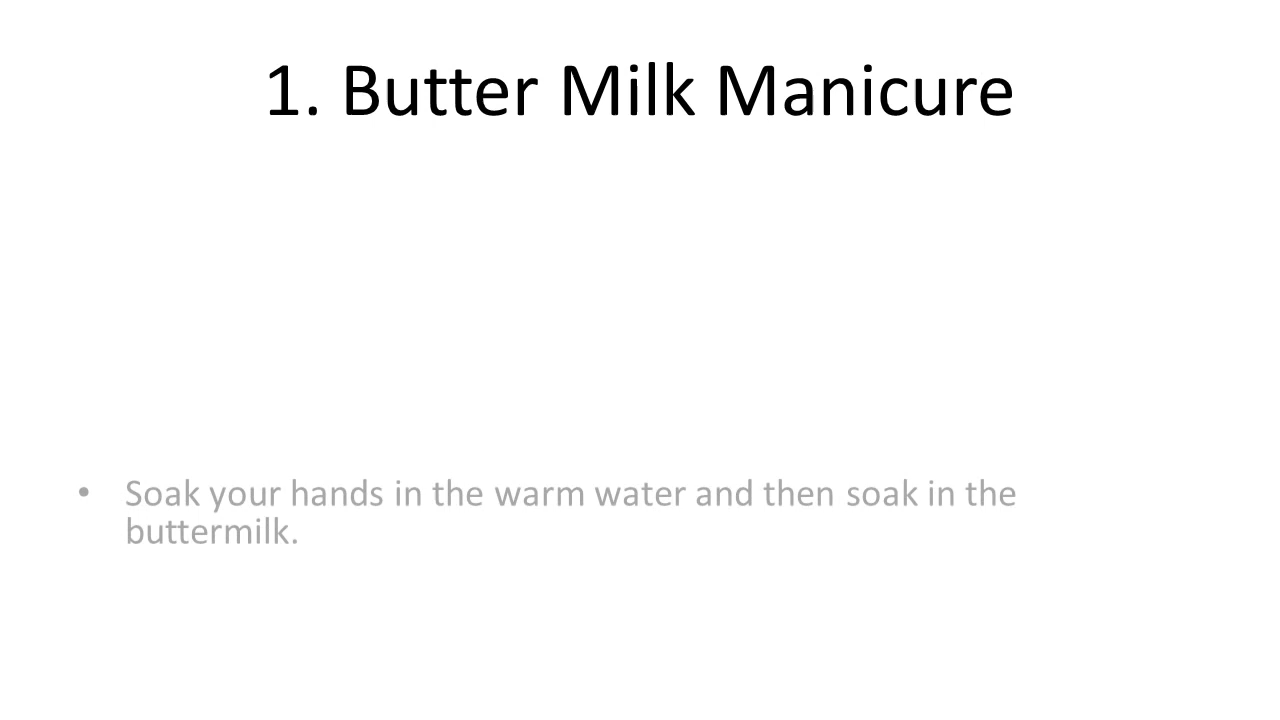 1. Butter Milk Manicure
• Soak your hands in the warm water and then soak in the
buttermilk.